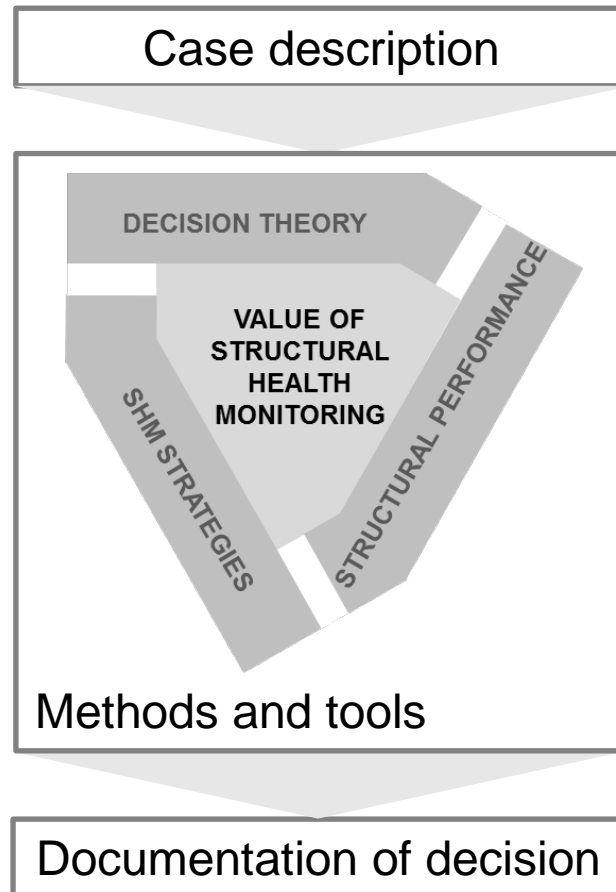 Case description
DECISION THEORY
VALUE OF
STRUCTURAL
HEALTH
MONITORING
SHM STRATEGIES
STRUCTURAL PERFORMANCE
Methods and tools
Documentation of decision